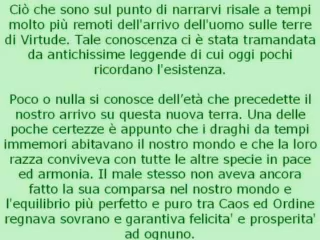 Ciò che sono sul punto di narrarvi risale a tempi
molto più remoti dell'arrivo dell'uomo sulle terre
di Virtude. Tale conoscenza ci è stata tramandata
da antichissime leggende di cui oggi pochi
ricordano l'esistenza.

Poco o nulla si conosce dell'età che precedette il
nostro arrivo su questa nuova terra. Una delle
poche certezze è appunto che i draghi da tempi
immemori abitavano il nostro mondo e che la loro
razza conviveva con tutte le altre specie in pace
ed armonia. Il male stesso non aveva ancora
fatto la sua comparsa nel nostro mondo e
l'equilibrio più perfetto e puro tra Caos ed Ordine
regnava sovrano e garantiva felicita' e prosperita'
ad ognuno.